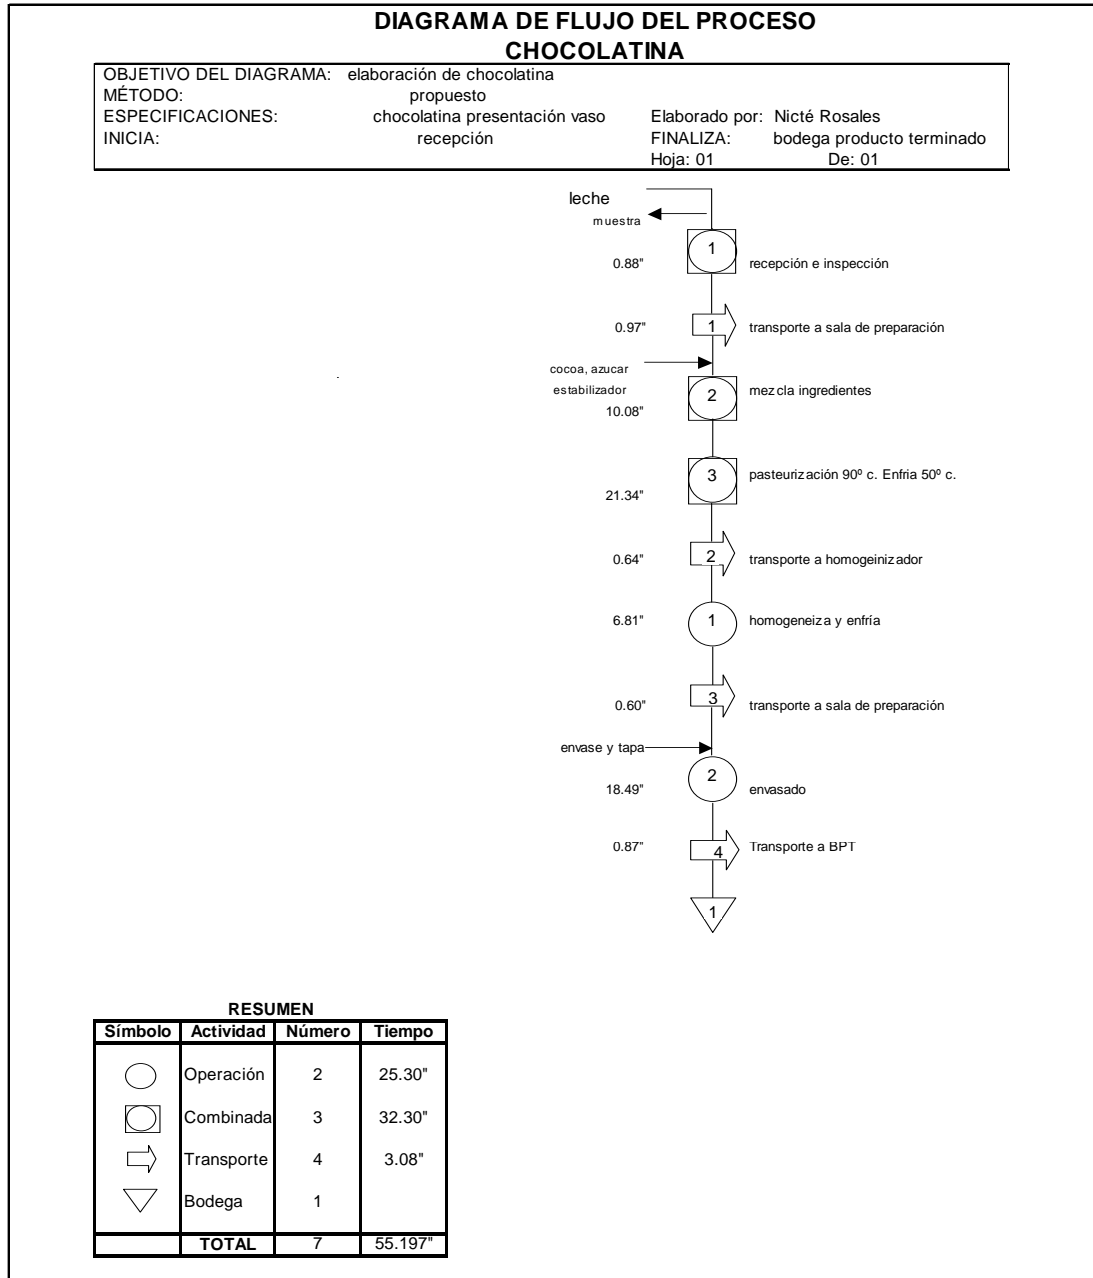 DIAGRAMA DE FLUJO DEL PROCESO
CHOCOLATINA
OBJETIVO DEL DIAGRAMA: elaboración de chocolatina
MÉTODO: propuesto
ESPECIFICACIONES: chocolatina presentación vaso Elaborado por: Nicté Rosales
INICIA: recepción FINALIZA: bodega producto terminado
Hoja: 01 De: 01
leche
muestra
1
0.88" recepción e inspección
0.97" 1 transporte a sala de preparación
cocoa, azucar
estabilizador 2 mezcla ingredientes
10.08"
3 pasteurización 90º c. Enfria 50º c.
21.34"
0.64" 2 transporte a homogeinizador
6.81" 1 homogeneiza y enfría
0.60" 3 transporte a sala de preparación
envase y tapa
2
18.49" envasado
0.87" 4 Transporte a BPT
1
RESUMEN
Símbolo Actividad Número Tiempo
Operación 2 25.30"
Combinada 3 32.30"
Transporte 4 3.08"
Bodega 1
TOTAL 7 55.197"